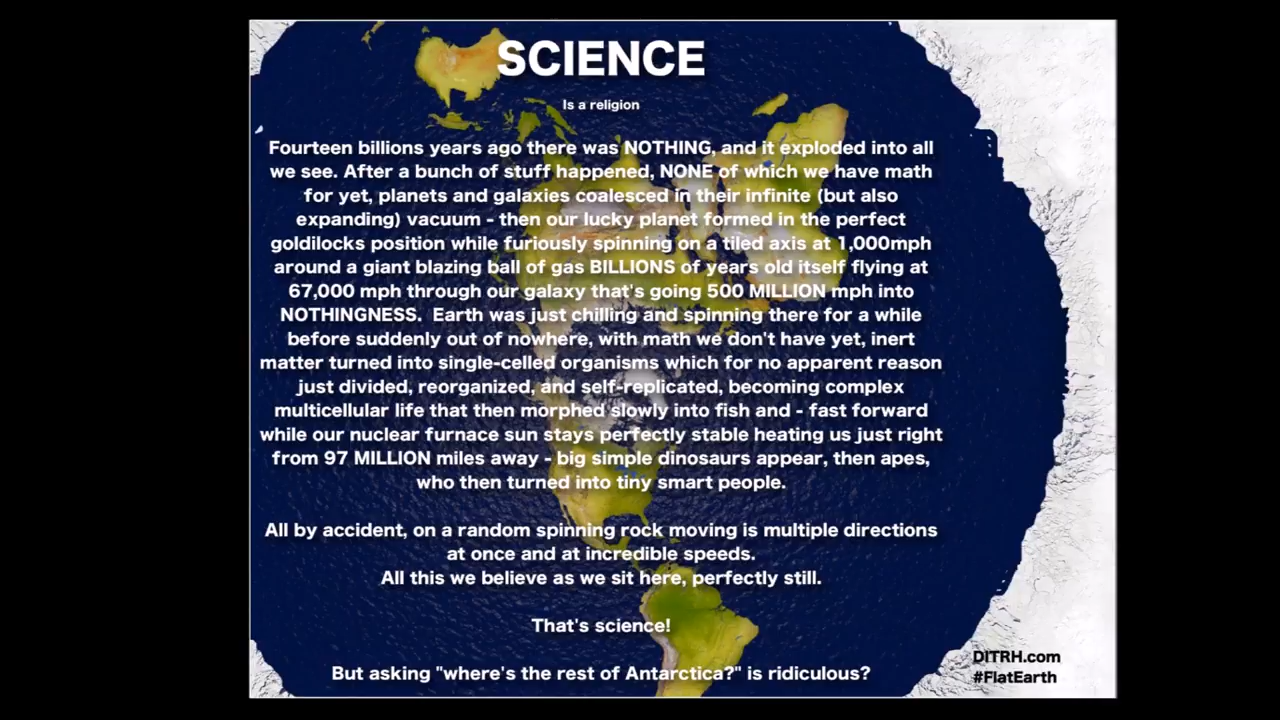 SCIENCE
Is a religion
Fourteen billions years ago there was NOTHING, and it exploded into all
we see. After a bunch of stuff happened, NONE of which we have math
for yet, planets and galaxies coalesced in their infinite (but also
expanding) vacuum - then our lucky planet formed in the perfect
goldilocks position while furiously spinning on a tiled axis at 1,000mph
around a giant blazing ball of gas BILLIONS of years old itself flying at
67,000 mph through our galaxy that's going 500 MILLION mph into
NOTHINGNESS. Earth was just chilling and spinning there for a while
before suddenly out of nowhere, with math we don't have yet, inert
matter turned into single-celled organisms which for no apparent reason
just divided, reorganized, and self-replicated, becoming complex
multicellular life that then morphed slowly into fish and - fast forward
while our nuclear furnace sun stays perfectly stable heating us just right
from 97 MILLION miles away - big simple dinosaurs appear, then apes,
who then turned into tiny smart people.
All by accident, on a random spinning rock moving is multiple directions
at once and at incredible speeds.
All this we believe as we sit here, perfectly still.
That's science!
But asking "where's the rest of Antarctica?" is ridiculous?
DITRH.com
#FlatEarth